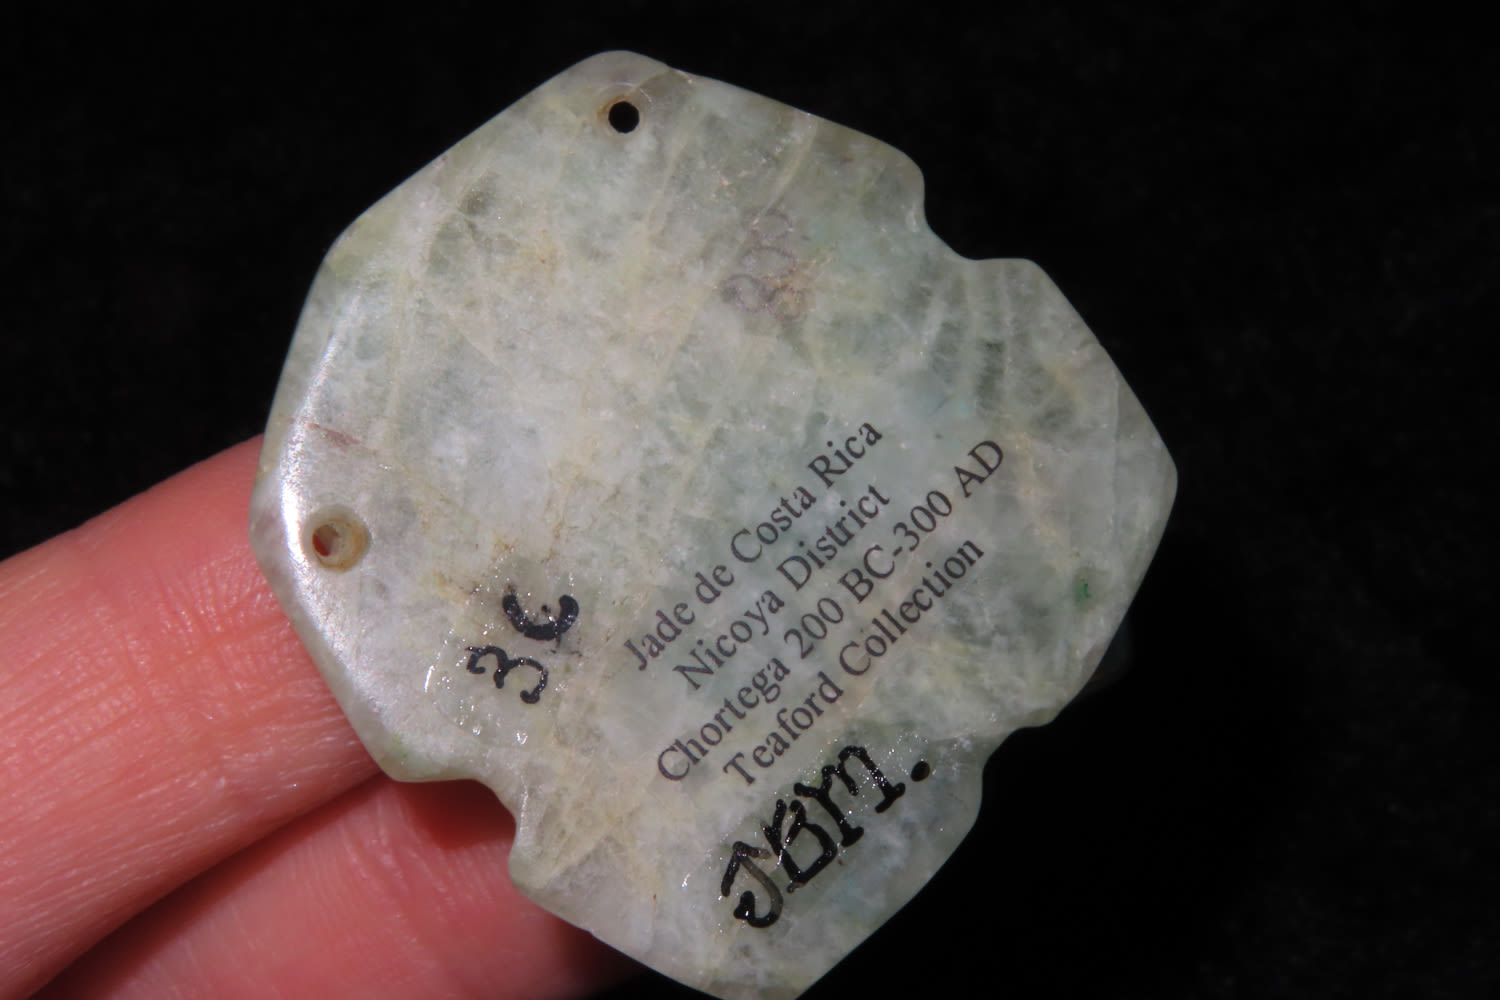 3C
Jade de Costa Rica
Nicoya District
Chortega 200 BC-300 AD
Teaford Collection
JBM.